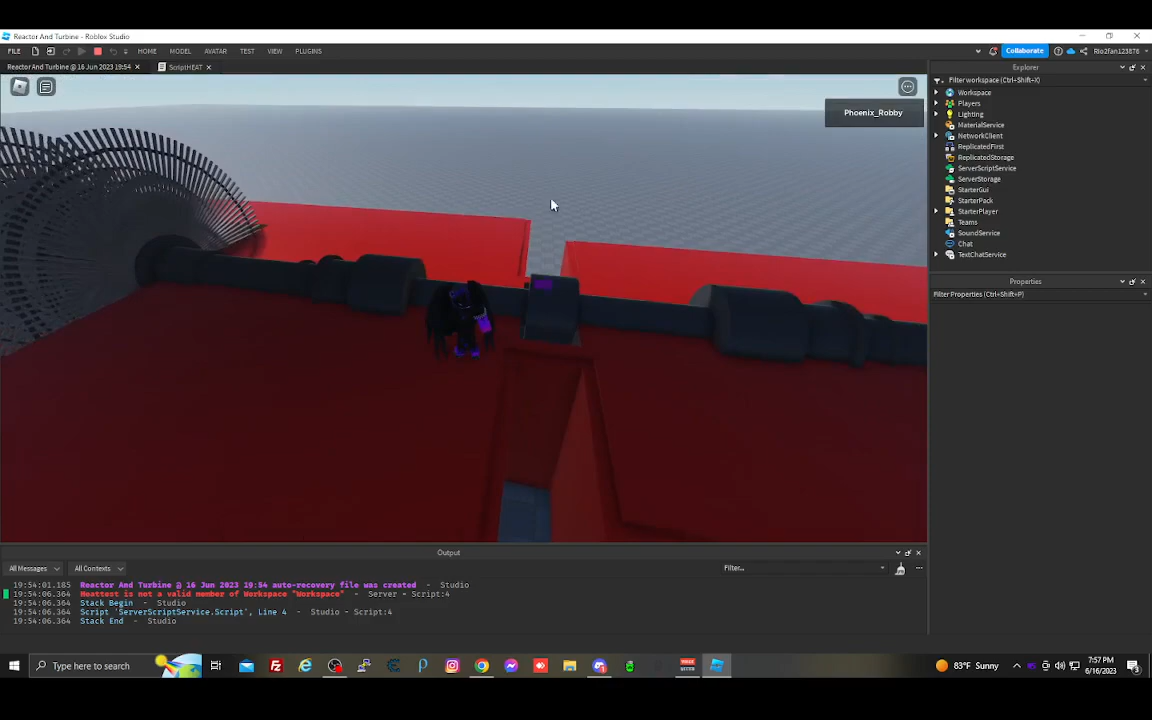 Reactor And Turbine - Roblox Studio
FILE HOME MODEL AVATAR TEST VIEW PLUGINS Collaborate Rio2fan123876
Reactor And Turbine @ 16 Jun 2023 19:54 × ScriptHEAT ×
Explorer
Filter workspace (Ctrl+Shift+X)
Workspace
Players
Lighting
MaterialService
NetworkClient
ReplicatedFirst
ReplicatedStorage
ServerScriptService
ServerStorage
StarterGui
StarterPack
StarterPlayer
Teams
SoundService
Chat
TextChatService
Phoenix_Robby
Properties
Filter Properties (Ctrl+Shift+P)
Output
All Messages All Contexts Filter...
19:54:01.185 Reactor And Turbine @ 16 Jun 2023 19:54 auto-recovery file was created - Studio
19:54:06.364 Heattest is not a valid member of Workspace "Workspace" - Server - Script:4
19:54:06.364 Stack Begin - Studio
19:54:06.364 Script 'ServerScriptService.Script', Line 4 - Studio - Script:4
19:54:06.364 Stack End - Studio
Type here to search
83°F Sunny
7:57 PM
6/16/2023
3